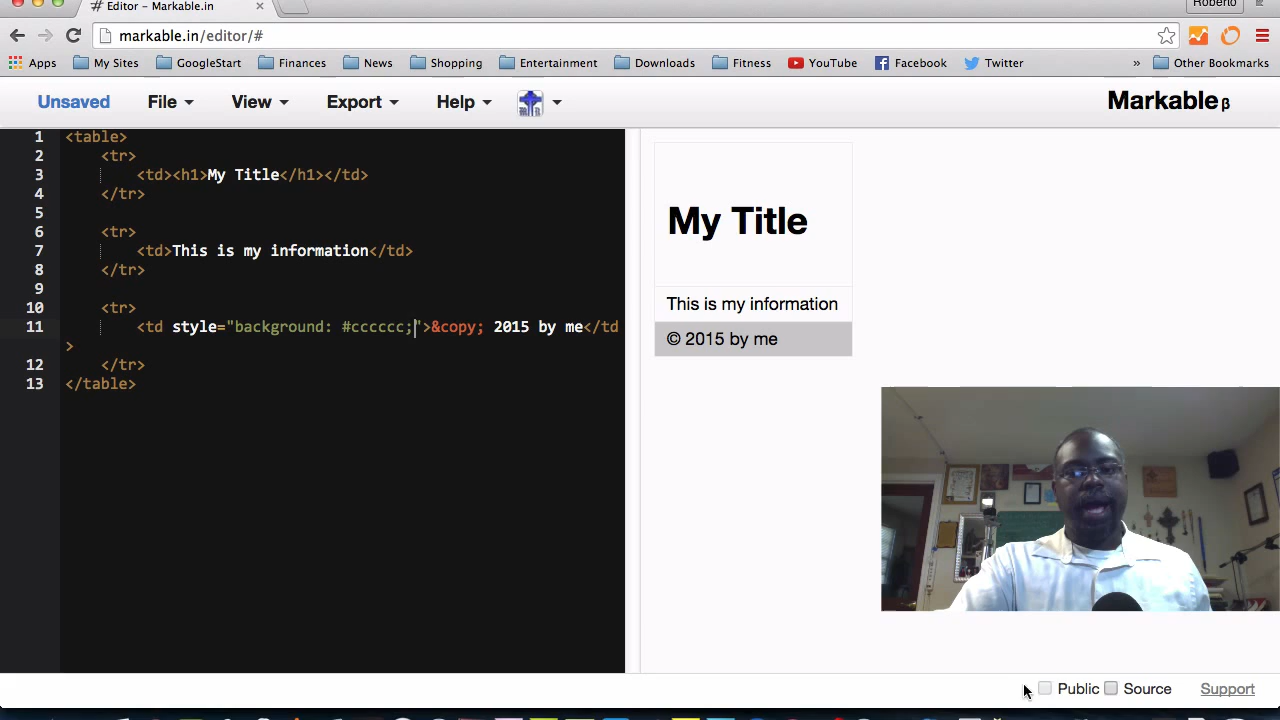 # Editor – Markable.in
Roberto
markable.in/editor/#
Apps My Sites GoogleStart Finances News Shopping Entertainment Downloads Fitness YouTube Facebook Twitter » Other Bookmarks
Unsaved File View Export Help Markable β
1 <table>
2 <tr>
3 <td><h1>My Title</h1></td>
4 </tr>
5
6 <tr>
7 <td>This is my information</td>
8 </tr>
9
10 <tr>
11 <td style="background: #cccccc;">&copy; 2015 by me</td
>
12 </tr>
13 </table>
My Title
This is my information
© 2015 by me
Public Source Support